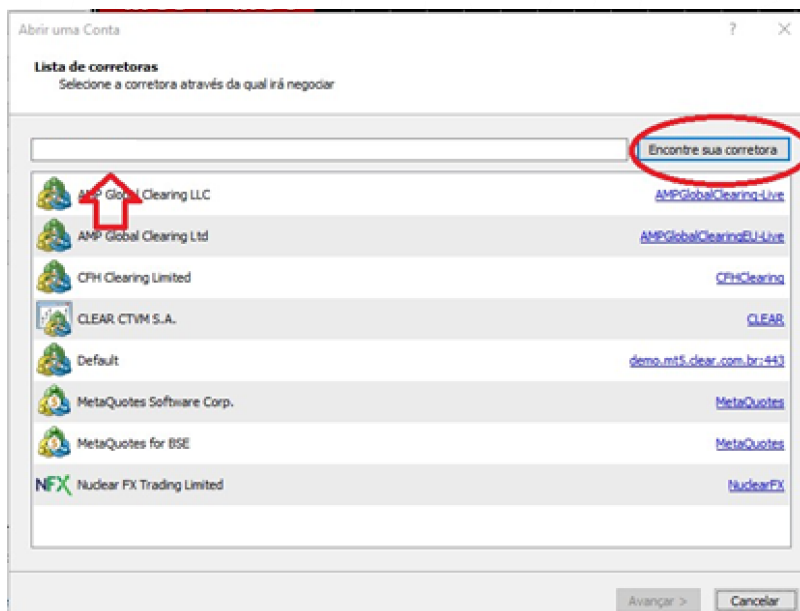 Abrir uma Conta
Lista de corretoras
Selecione a corretora através da qual irá negociar
Encontre sua corretora
AMP Global Clearing LLC AMPGlobalClearing-Live
AMP Global Clearing Ltd AMPGlobalClearingEU-Live
CFH Clearing Limited CFHClearing
CLEAR CTVM S.A. CLEAR
Default demo.mt5.clear.com.br:443
MetaQuotes Software Corp. MetaQuotes
MetaQuotes for BSE MetaQuotes
NFX Nuclear FX Trading Limited NuclearFX
Avançar > Cancelar